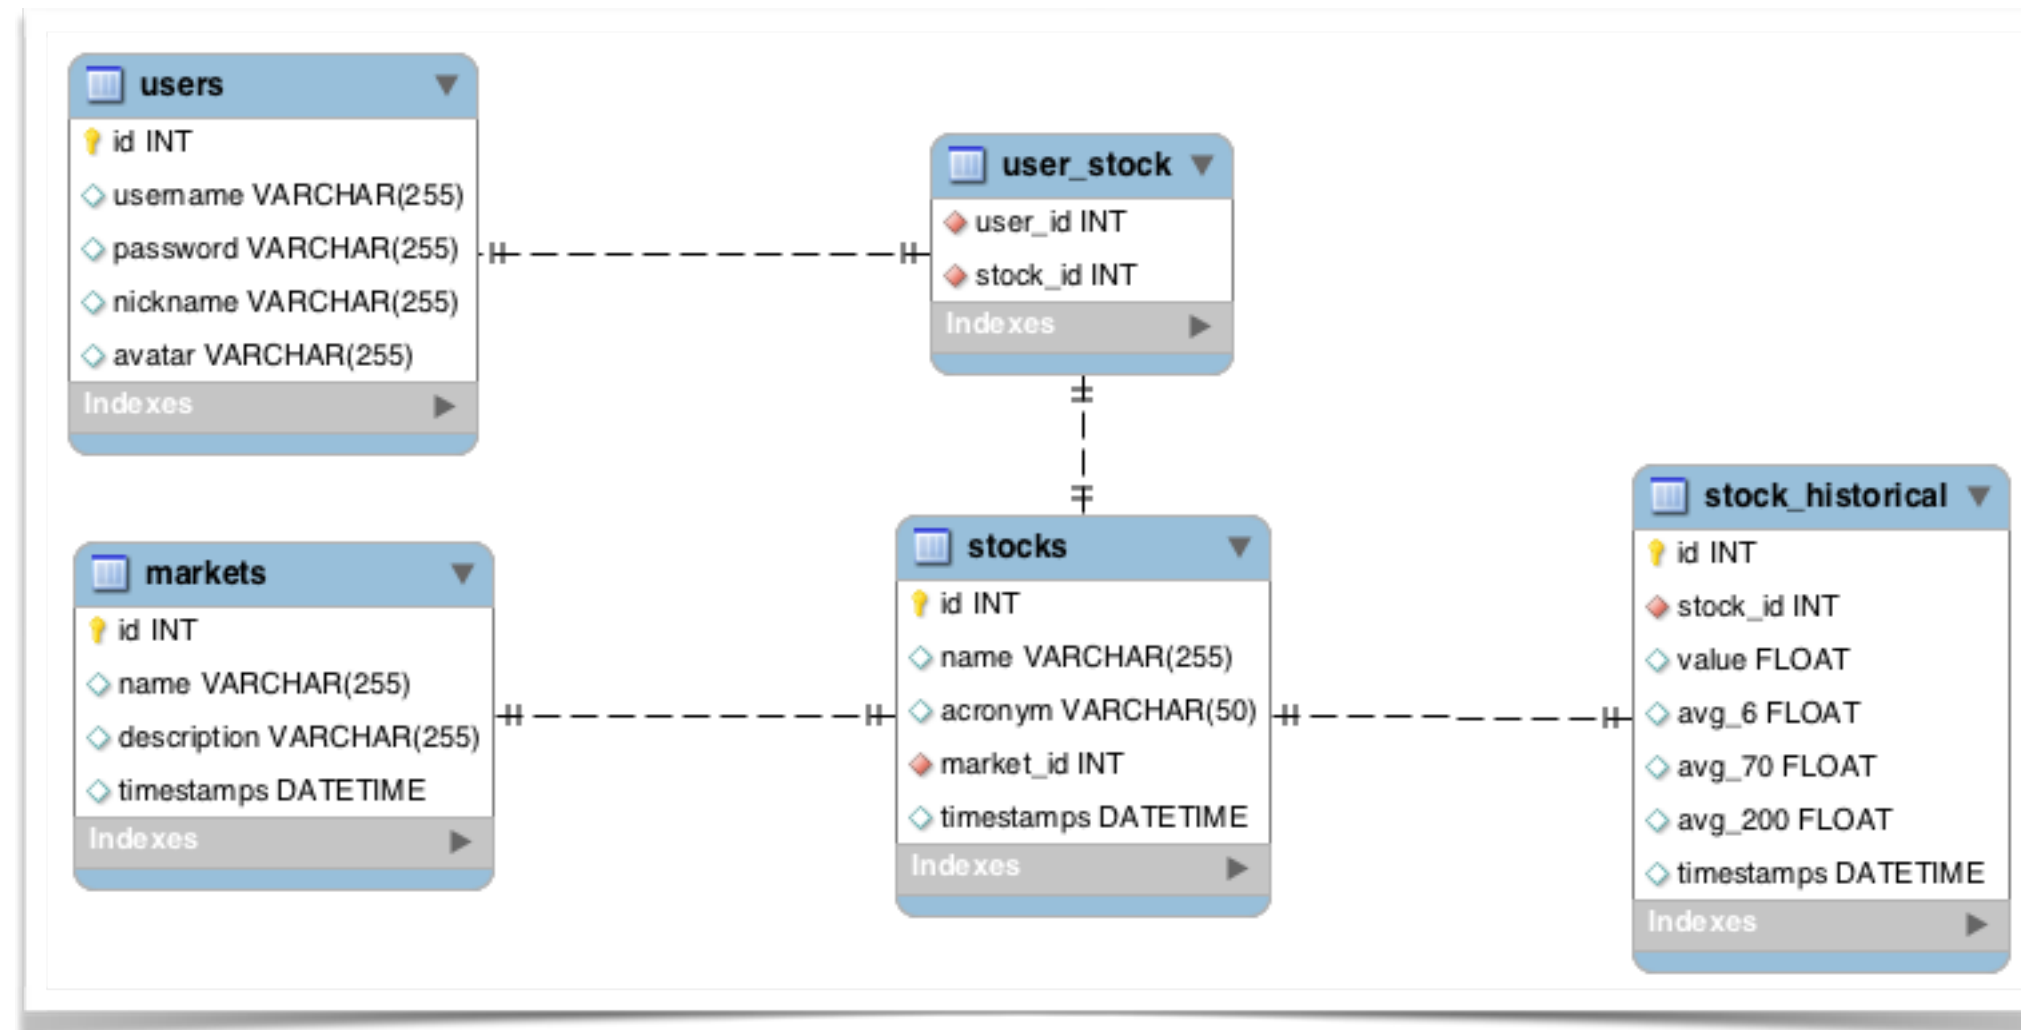 users
id INT
username VARCHAR(255)
password VARCHAR(255)
nickname VARCHAR(255)
avatar VARCHAR(255)
Indexes
user_stock
user_id INT
stock_id INT
Indexes
markets
id INT
name VARCHAR(255)
description VARCHAR(255)
timestamps DATETIME
Indexes
stocks
id INT
name VARCHAR(255)
acronym VARCHAR(50)
market_id INT
timestamps DATETIME
Indexes
stock_historical
id INT
stock_id INT
value FLOAT
avg_6 FLOAT
avg_70 FLOAT
avg_200 FLOAT
timestamps DATETIME
Indexes